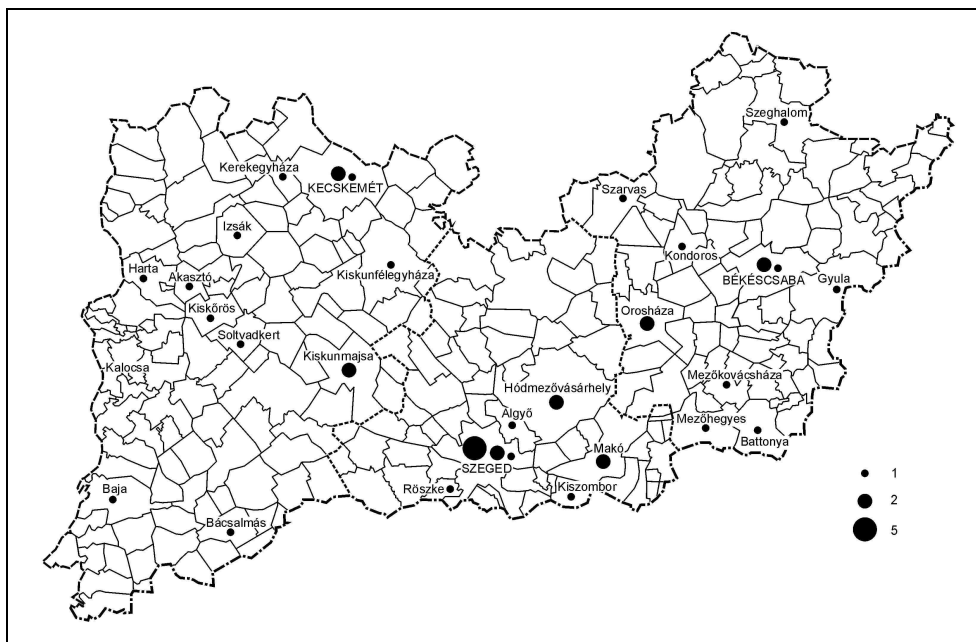 Szeghalom
Kerekegyháza
KECSKEMÉT
Szarvas
Izsák
Kondoros
Harta
Akasztó
Kiskunfélegyháza
BÉKÉSCSABA
Gyula
Kiskőrös
Orosháza
Soltvadkert
Kiskunmajsa
Kalocsa
Mezőkovácsháza
Hódmezővásárhely
Algyő
Mezőhegyes
Battonya
Makó
SZEGED
Röszke
Kiszombor
Baja
Bácsalmás
1
2
5